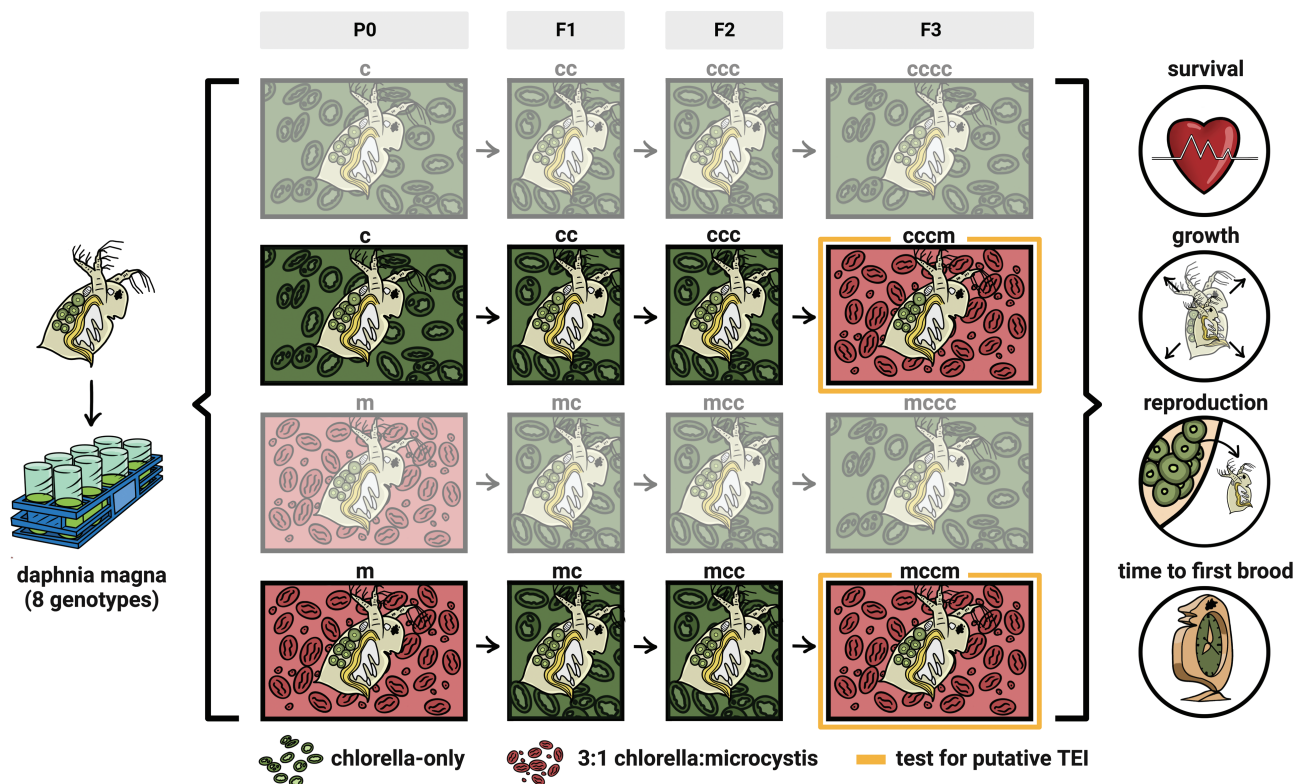 P0 F1 F2 F3
c cc ccc cccc
survival
c cc ccc cccm
growth
m mc mcc mccc
reproduction
m mc mcc mccm
time to first brood
daphnia magna
(8 genotypes)
chlorella-only 3:1 chlorella:microcystis test for putative TEI